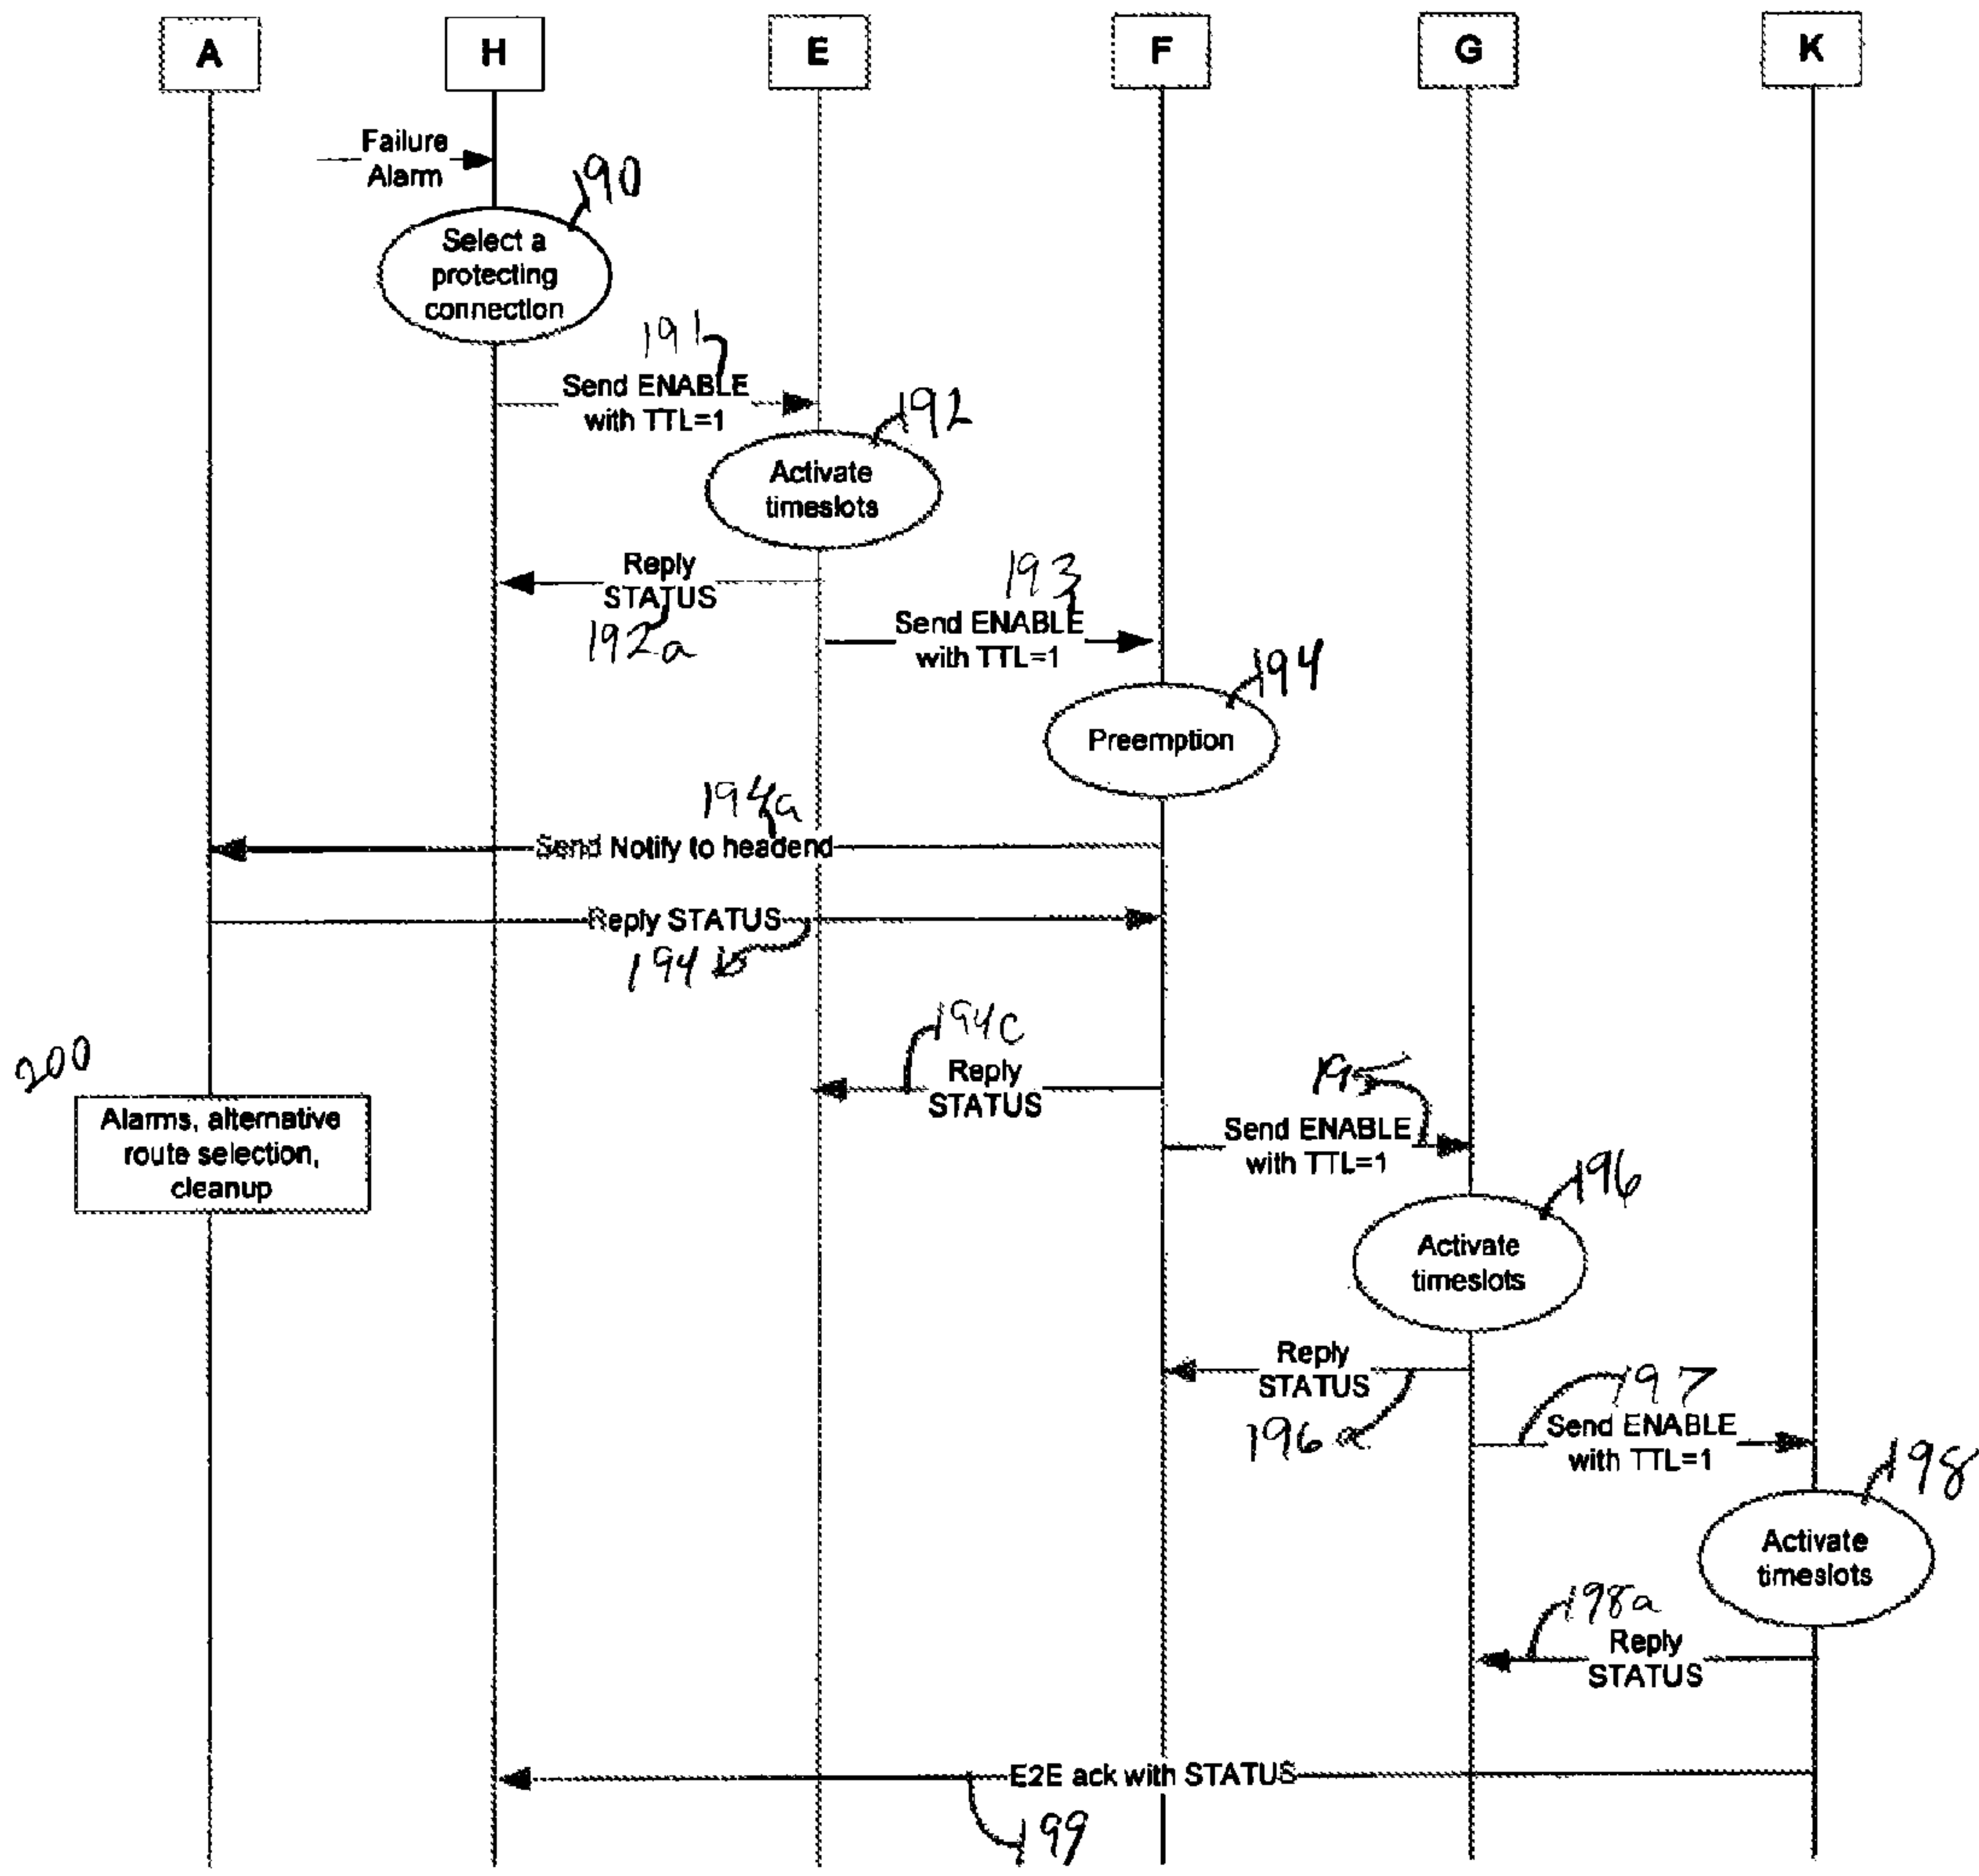 A
H
E
F
G
K
Failure
Alarm
190
Select a
protecting
connection
191
Send ENABLE
with TTL=1
192
Activate
timeslots
Reply
STATUS
192a
193
Send ENABLE
with TTL=1
194
Preemption
194a
Send Notify to headend
Reply STATUS
194b
194c
Reply
STATUS
200
Alarms, alternative
route selection,
cleanup
195
Send ENABLE
with TTL=1
196
Activate
timeslots
Reply
STATUS
196a
197
Send ENABLE
with TTL=1
198
Activate
timeslots
198a
Reply
STATUS
E2E ack with STATUS
199